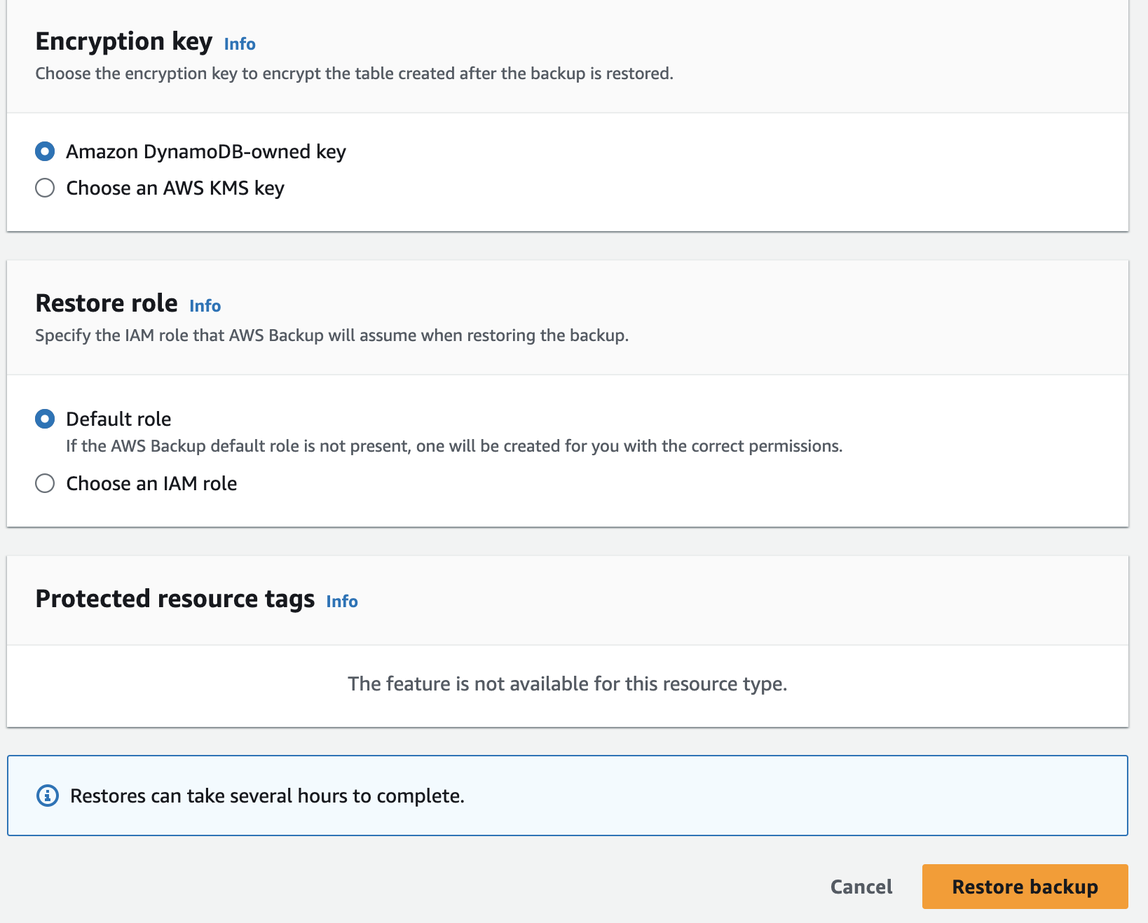 Encryption key Info
Choose the encryption key to encrypt the table created after the backup is restored.
Amazon DynamoDB-owned key
Choose an AWS KMS key
Restore role Info
Specify the IAM role that AWS Backup will assume when restoring the backup.
Default role
If the AWS Backup default role is not present, one will be created for you with the correct permissions.
Choose an IAM role
Protected resource tags Info
The feature is not available for this resource type.
Restores can take several hours to complete.
Cancel Restore backup